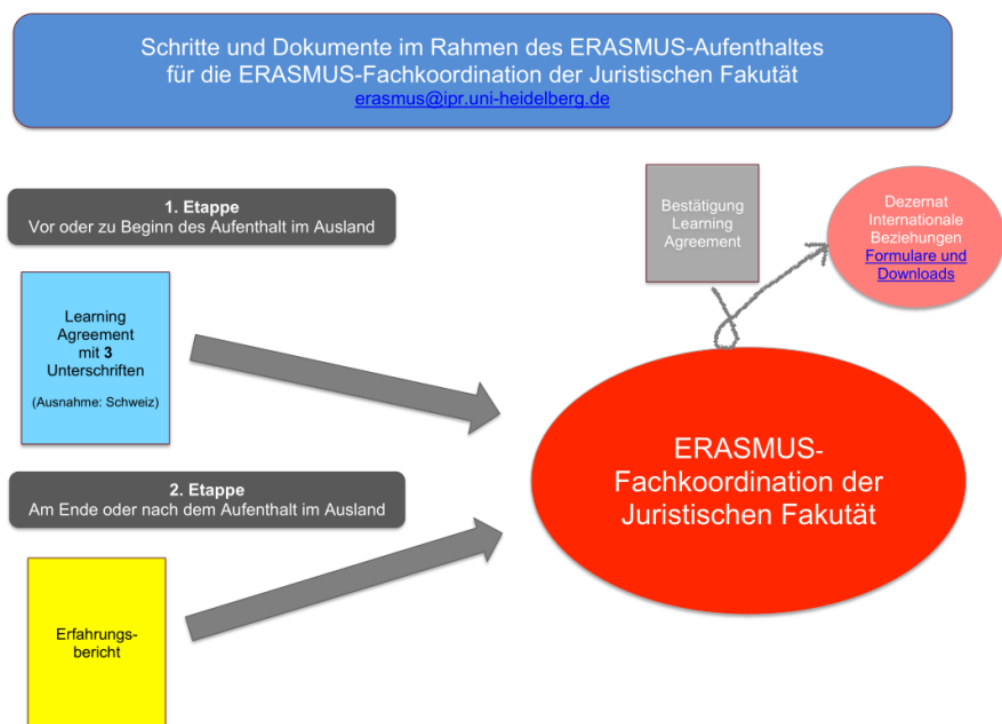 Schritte und Dokumente im Rahmen des ERASMUS-Aufenthaltes
für die ERASMUS-Fachkoordination der Juristischen Fakutät
erasmus@ipr.uni-heidelberg.de
1. Etappe
Vor oder zu Beginn des Aufenthalt im Ausland
Bestätigung
Learning
Agreement
Dezernat
Internationale
Beziehungen
Formulare und
Downloads
Learning
Agreement
mit 3
Unterschriften
(Ausnahme: Schweiz)
ERASMUS-
Fachkoordination der
Juristischen Fakutät
2. Etappe
Am Ende oder nach dem Aufenthalt im Ausland
Erfahrungs-
bericht